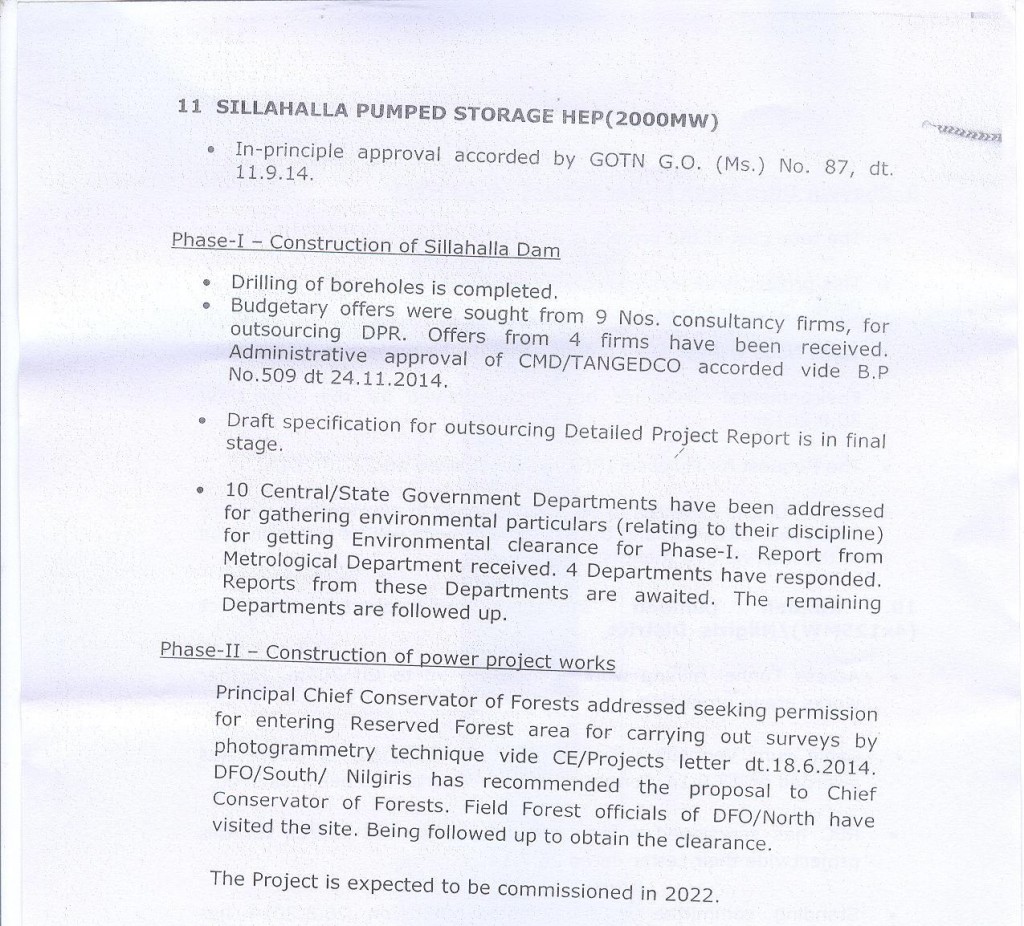 11 SILLAHALLA PUMPED STORAGE HEP(2000MW)
• In-principle approval accorded by GOTN G.O. (Ms.) No. 87, dt.
11.9.14.
Phase-I – Construction of Sillahalla Dam
• Drilling of boreholes is completed.
• Budgetary offers were sought from 9 Nos. consultancy firms, for
outsourcing DPR. Offers from 4 firms have been received.
Administrative approval of CMD/TANGEDCO accorded vide B.P
No.509 dt 24.11.2014.
• Draft specification for outsourcing Detailed Project Report is in final
stage.
• 10 Central/State Government Departments have been addressed
for gathering environmental particulars (relating to their discipline)
for getting Environmental clearance for Phase-I. Report from
Metrological Department received. 4 Departments have responded.
Reports from these Departments are awaited. The remaining
Departments are followed up.
Phase-II – Construction of power project works
Principal Chief Conservator of Forests addressed seeking permission
for entering Reserved Forest area for carrying out surveys by
photogrammetry technique vide CE/Projects letter dt.18.6.2014.
DFO/South/ Nilgiris has recommended the proposal to Chief
Conservator of Forests. Field Forest officials of DFO/North have
visited the site. Being followed up to obtain the clearance.
The Project is expected to be commissioned in 2022.